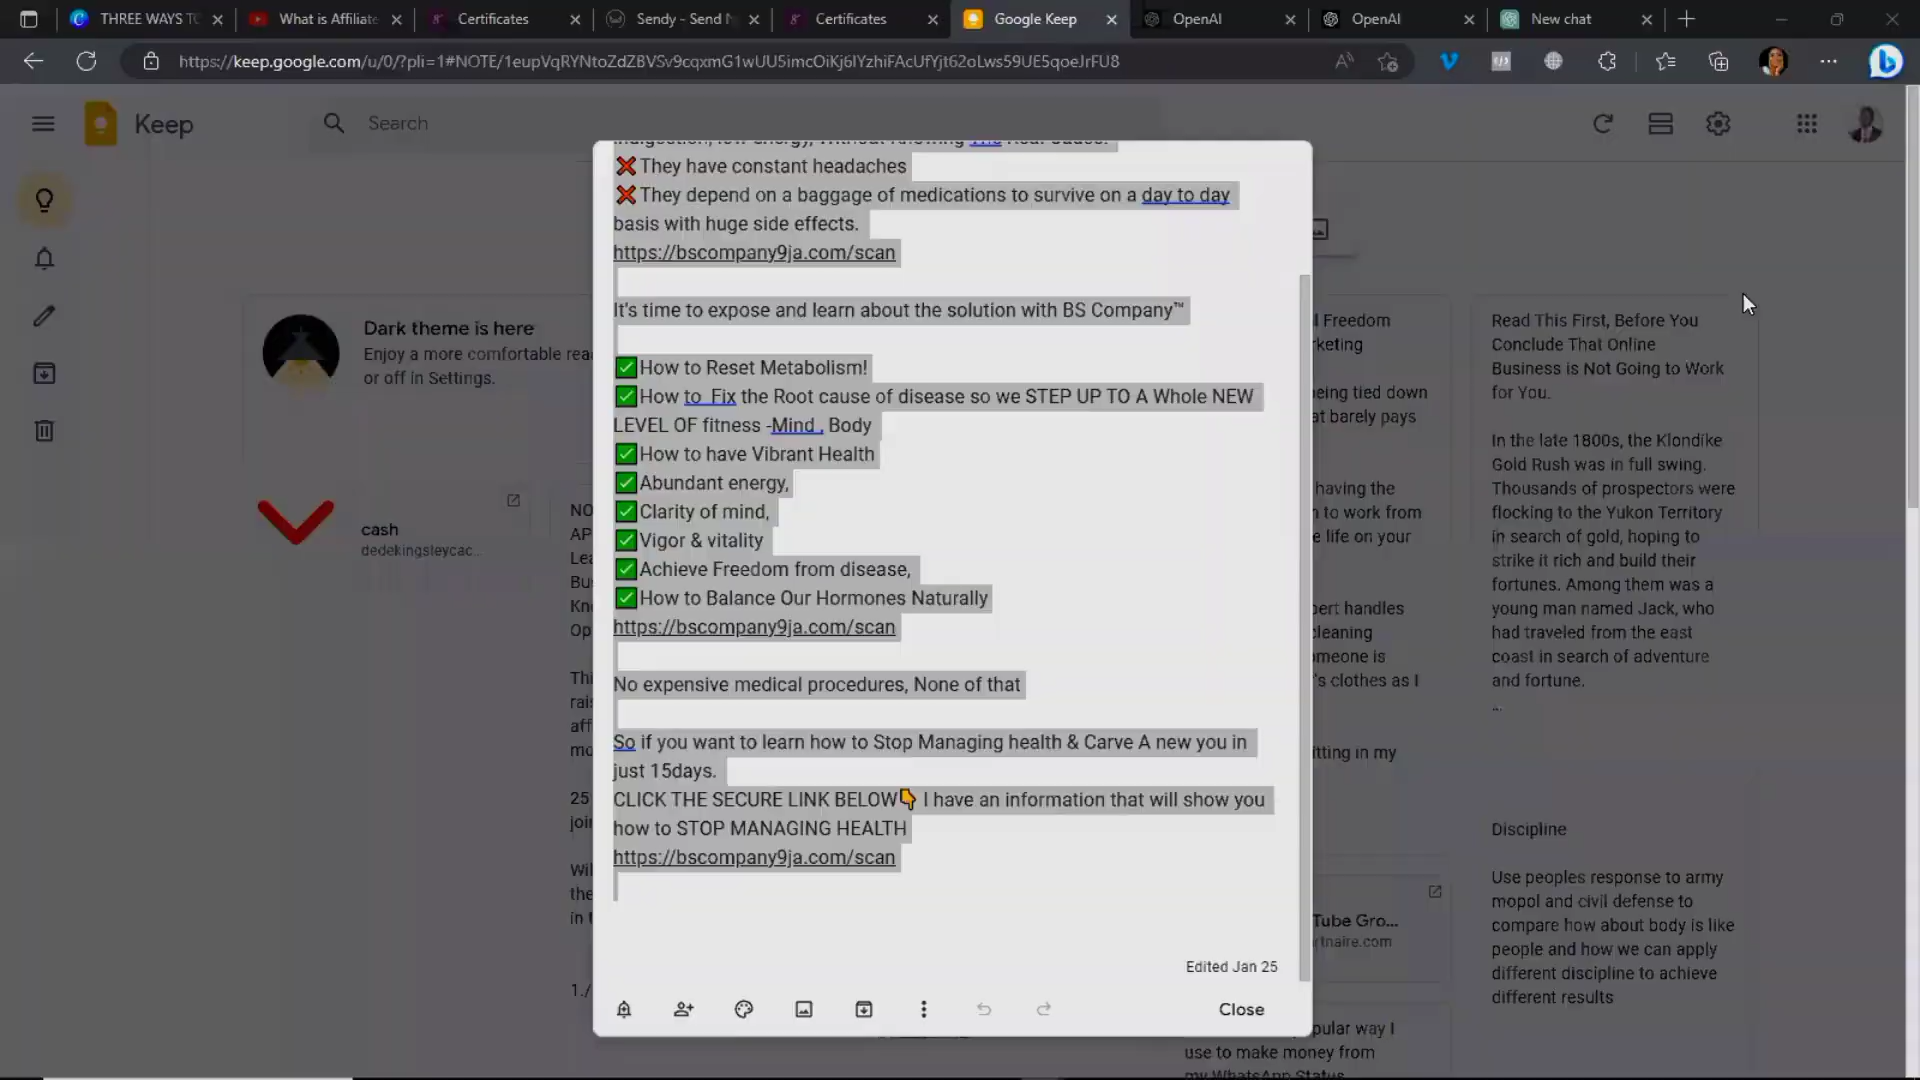 THREE WAYS TO
What is Affiliate
Certificates
Sendy - Send
Certificates
Google Keep
OpenAI
OpenAI
New chat
https://keep.google.com/u/0/?pli=1#NOTE/1eupVqRYNtoZdZBVSv9cqxmG1wUU5imcOiKj6IYzhiFAcUfYjt62oLws59UE5qoeJrFU8
Keep
Search
❌They have constant headaches
❌They depend on a baggage of medications to survive on a day to day
basis with huge side effects.
https://bscompany9ja.com/scan
It's time to expose and learn about the solution with BS Company™
✅How to Reset Metabolism!
✅How to  Fix the Root cause of disease so we STEP UP TO A Whole NEW
LEVEL OF fitness -Mind , Body
✅How to have Vibrant Health
✅Abundant energy,
✅Clarity of mind,
✅Vigor & vitality
✅Achieve Freedom from disease,
✅How to Balance Our Hormones Naturally
https://bscompany9ja.com/scan
No expensive medical procedures, None of that
So if you want to learn how to Stop Managing health & Carve A new you in
just 15days.
CLICK THE SECURE LINK BELOW👇 I have an information that will show you
how to STOP MANAGING HEALTH
https://bscompany9ja.com/scan
Edited Jan 25
Close
Dark theme is here
Enjoy a more comfortable
or off in Settings.
cash
dedekingsleycac...
25
1./
Freedom
keting
eing tied down
at barely pays
having the
to work from
life on your
handles
cleaning
meone is
clothes as I
itting in my
Tube Gro...
rtnaire.com
pular way I
use to make money from
my WhatsApp Status
Read This First, Before You
Conclude That Online
Business is Not Going to Work
for You.
In the late 1800s, the Klondike
Gold Rush was in full swing.
Thousands of prospectors were
flocking to the Yukon Territory
in search of gold, hoping to
strike it rich and build their
fortunes. Among them was a
young man named Jack, who
had traveled from the east
coast in search of adventure
and fortune.
...
Discipline
Use peoples response to army
mopol and civil defense to
compare how about body is like
people and how we can apply
different discipline to achieve
different results